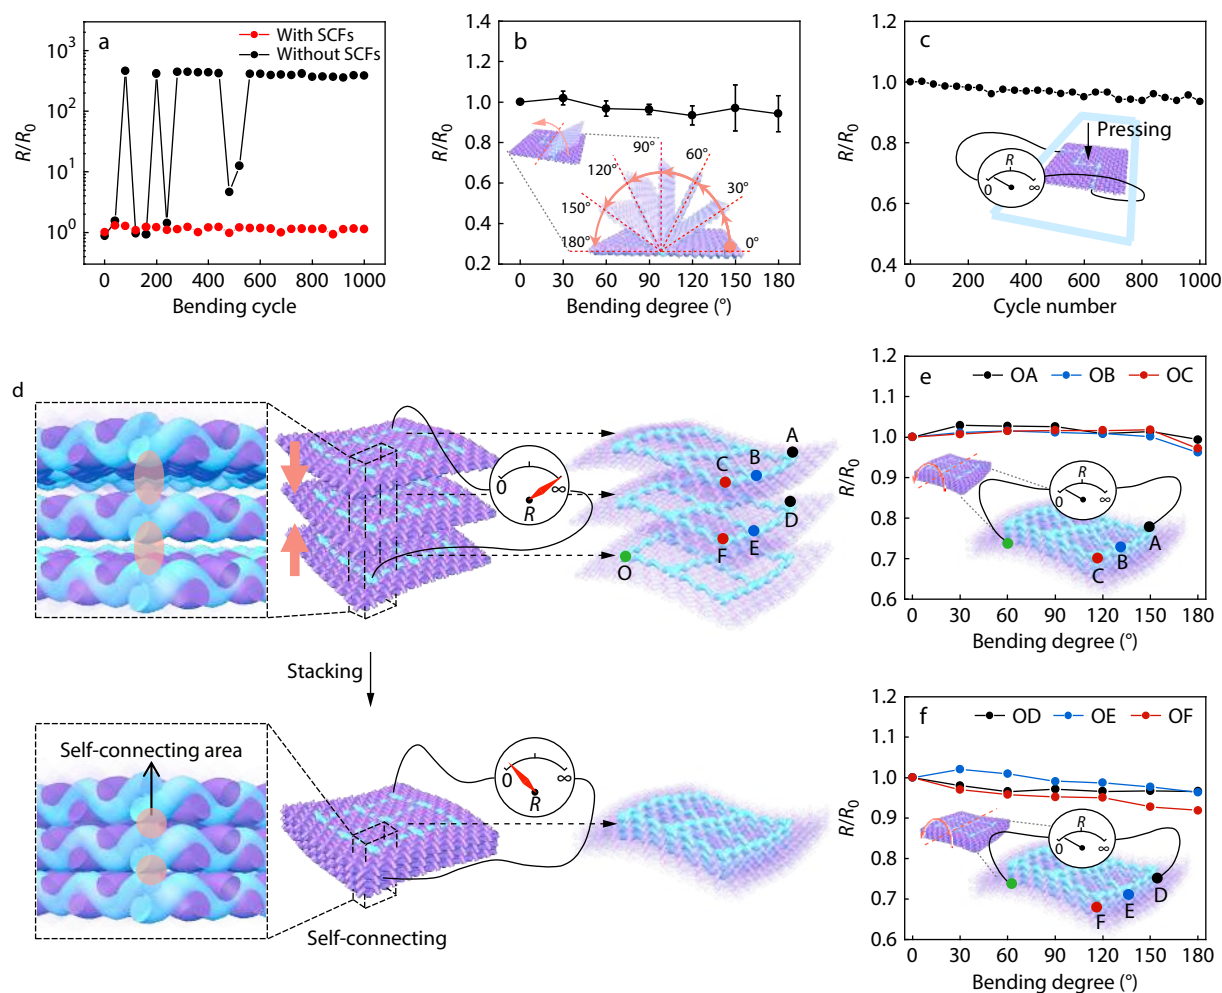 a
With SCFs
Without SCFs
10³
10²
10¹
10⁰
R/R₀
0 200 400 600 800 1000
Bending cycle
b
1.4
1.2
1.0
0.8
0.6
0.4
0.2
R/R₀
90°
120°
60°
150°
30°
180°
0°
0 30 60 90 120 150 180
Bending degree (°)
c
1.2
1.0
0.8
0.6
0.4
R/R₀
Pressing
R
0 ∞
0 200 400 600 800 1000
Cycle number
d
0 ∞
R
A
B
C
D
E
F
O
Stacking
Self-connecting area
0 ∞
R
Self-connecting
e
OA OB OC
1.2
1.1
1.0
0.9
0.8
0.7
0.6
R/R₀
R
0 ∞
A
B
C
0 30 60 90 120 150 180
Bending degree (°)
f
OD OE OF
1.2
1.1
1.0
0.9
0.8
0.7
0.6
R/R₀
R
0 ∞
D
E
F
0 30 60 90 120 150 180
Bending degree (°)